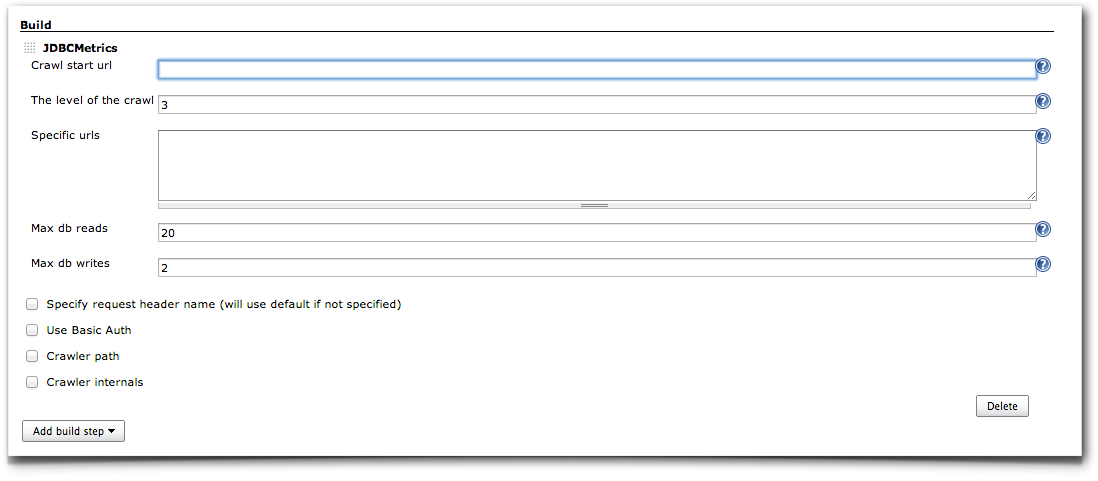 Build
JDBCMetrics
Crawl start url
?
The level of the crawl
3
?
Specific urls
?
Max db reads
20
?
Max db writes
2
?
Specify request header name (will use default if not specified)
Use Basic Auth
Crawler path
Crawler internals
Delete
Add build step